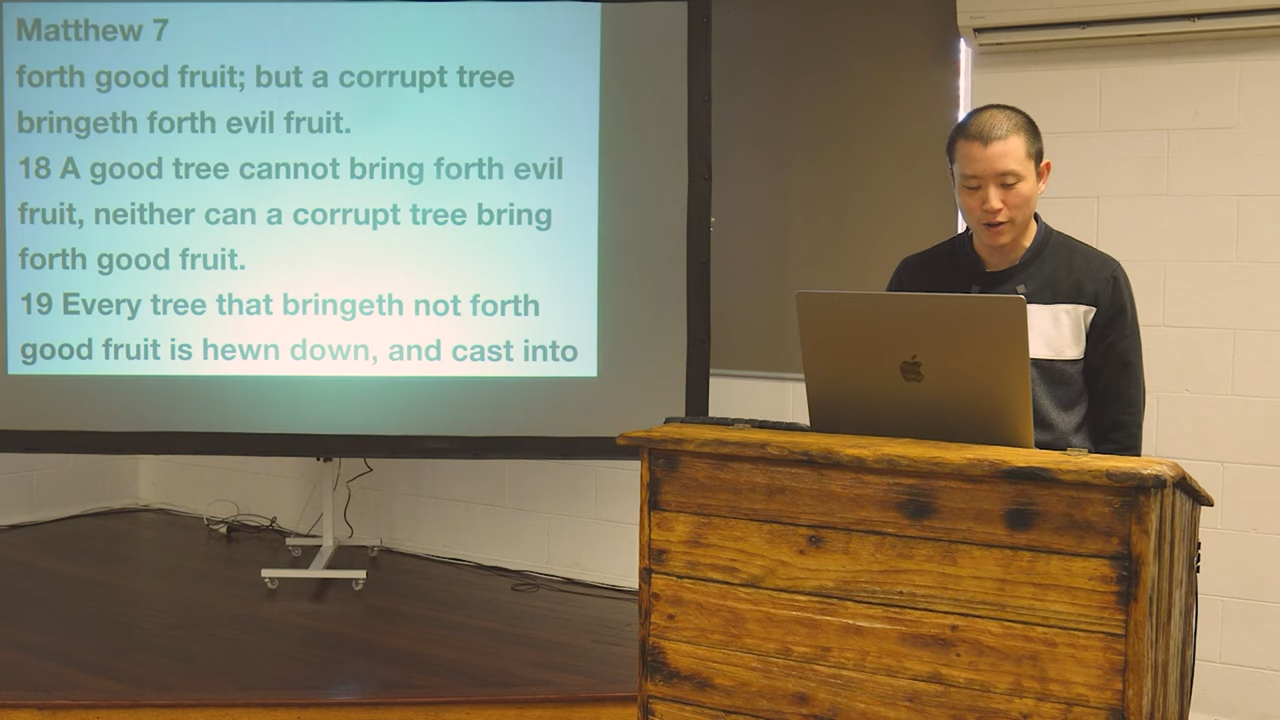 Matthew 7
forth good fruit; but a corrupt tree
bringeth forth evil fruit.
18 A good tree cannot bring forth evil
fruit, neither can a corrupt tree bring
forth good fruit.
19 Every tree that bringeth not forth
good fruit is hewn down, and cast into